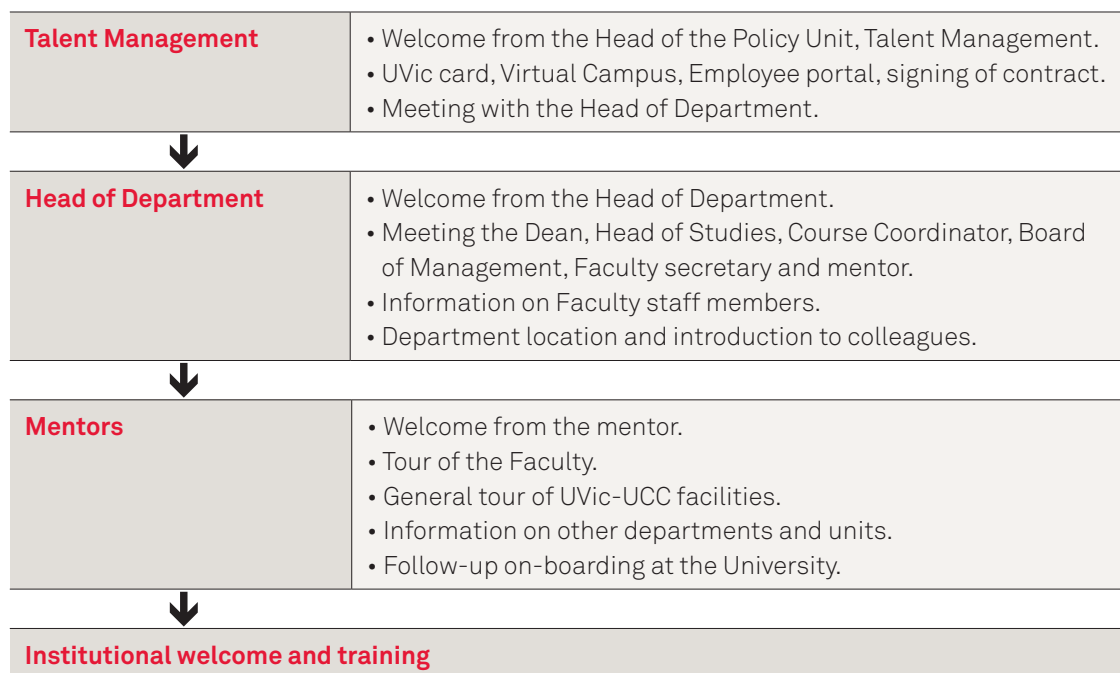 Talent Management
• Welcome from the Head of the Policy Unit, Talent Management.
• UVic card, Virtual Campus, Employee portal, signing of contract.
• Meeting with the Head of Department.
Head of Department
• Welcome from the Head of Department.
• Meeting the Dean, Head of Studies, Course Coordinator, Board
of Management, Faculty secretary and mentor.
• Information on Faculty staff members.
• Department location and introduction to colleagues.
Mentors
• Welcome from the mentor.
• Tour of the Faculty.
• General tour of UVic-UCC facilities.
• Information on other departments and units.
• Follow-up on-boarding at the University.
Institutional welcome and training